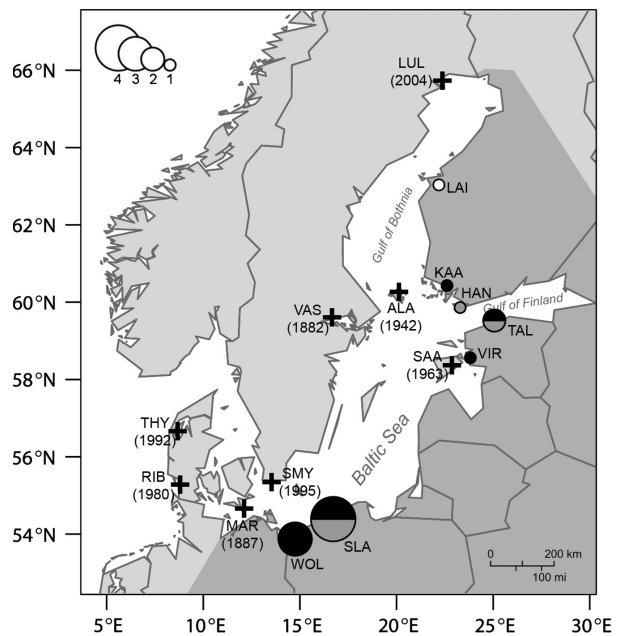 4 3 2 1
66°N
64°N
62°N
60°N
58°N
56°N
54°N
LUL
(2004)
LAI
Gulf of Bothnia
KAA
HAN
Gulf of Finland
TAL
ALA
(1942)
VAS
(1882)
SAA
(1963)
VIR
THY
(1992)
Baltic Sea
RIB
(1980)
SMY
(1995)
MAR
(1887)
SLA
WOL
0 200 km
100 mi
5°E 10°E 15°E 20°E 25°E 30°E